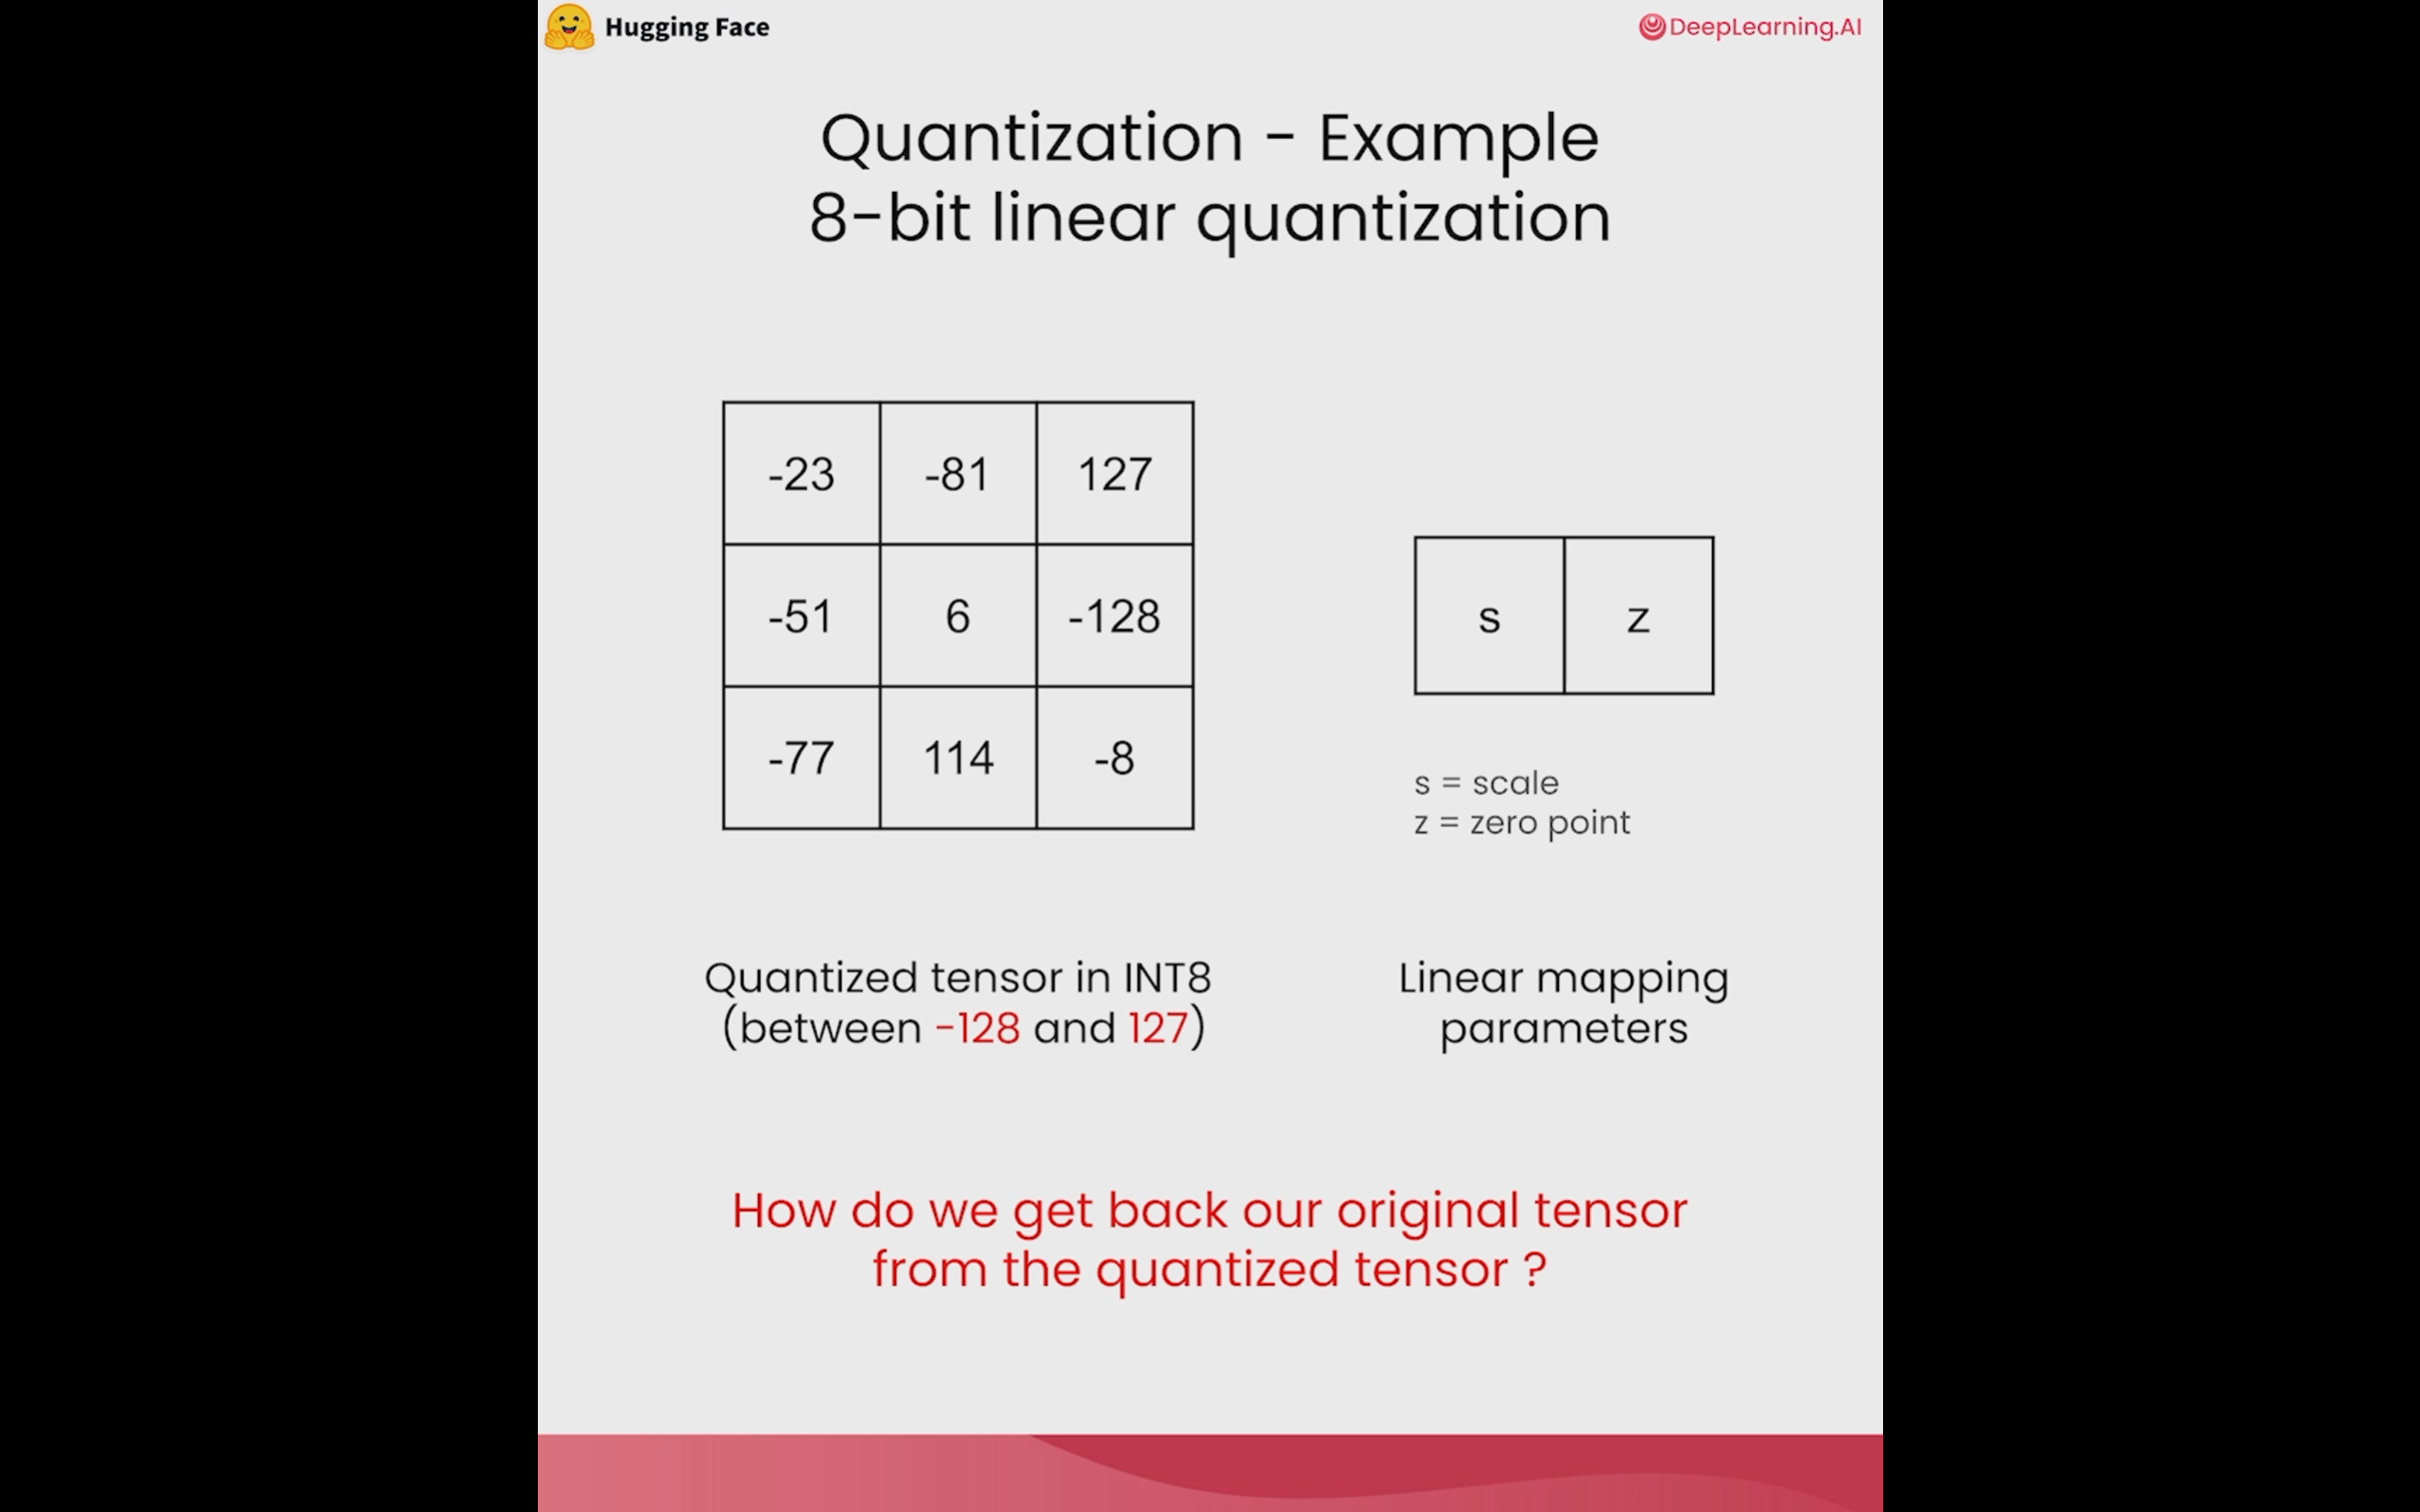 Hugging Face
DeepLearning.AI
Quantization - Example
8-bit linear quantization
-23 -81 127
-51 6 -128
-77 114 -8
s z
s = scale
z = zero point
Quantized tensor in INT8
(between -128 and 127)
Linear mapping
parameters
How do we get back our original tensor
from the quantized tensor ?